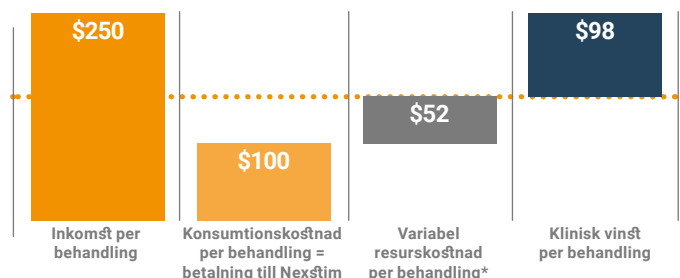 $250
$100
$52
$98
Inkomst per
behandling
Konsumtionskostnad
per behandling =
betalning till Nexstim
Variabel
resurskostnad
per behandling*
Klinisk vinst
per behandling